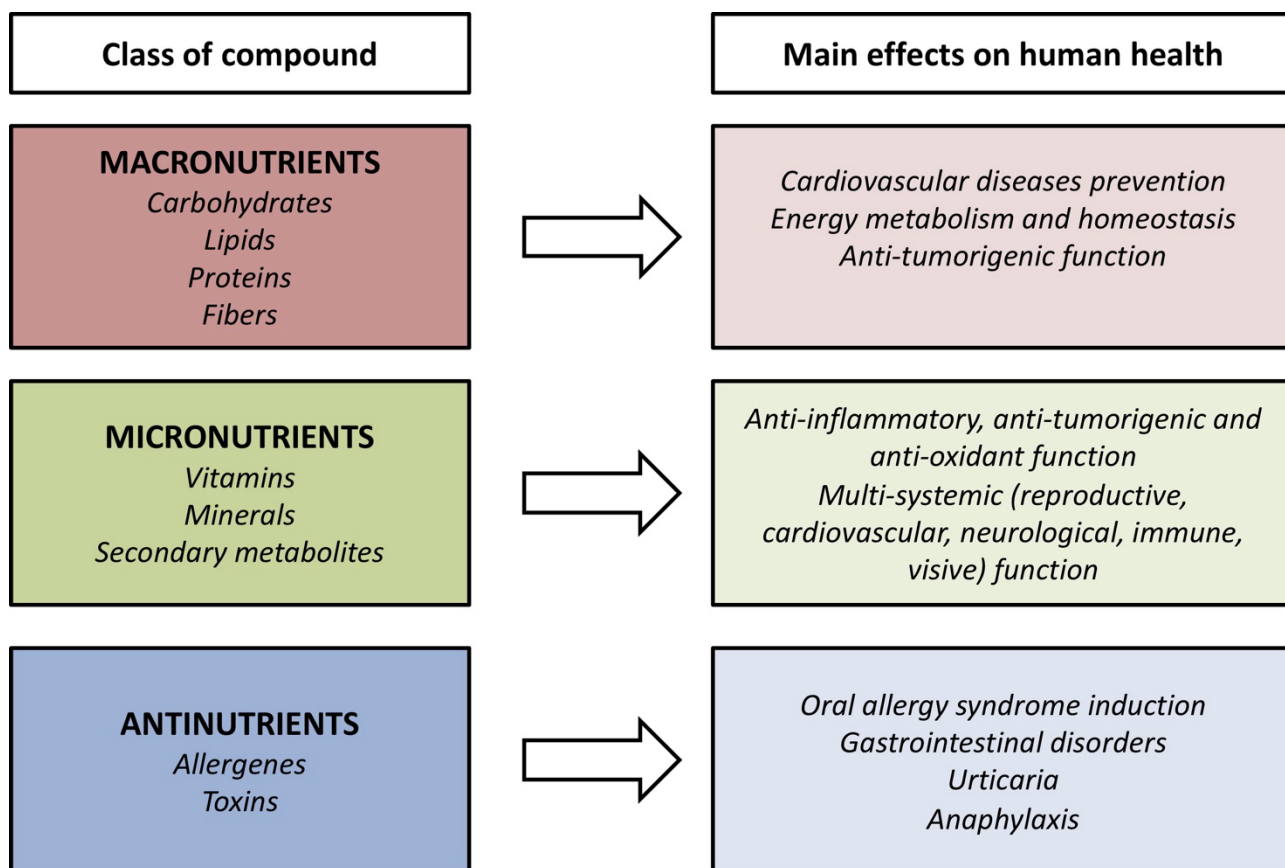 Class of compound
Main effects on human health
MACRONUTRIENTS
Carbohydrates
Lipids
Proteins
Fibers
Cardiovascular diseases prevention
Energy metabolism and homeostasis
Anti-tumorigenic function
MICRONUTRIENTS
Vitamins
Minerals
Secondary metabolites
Anti-inflammatory, anti-tumorigenic and
anti-oxidant function
Multi-systemic (reproductive,
cardiovascular, neurological, immune,
visive) function
ANTINUTRIENTS
Allergenes
Toxins
Oral allergy syndrome induction
Gastrointestinal disorders
Urticaria
Anaphylaxis